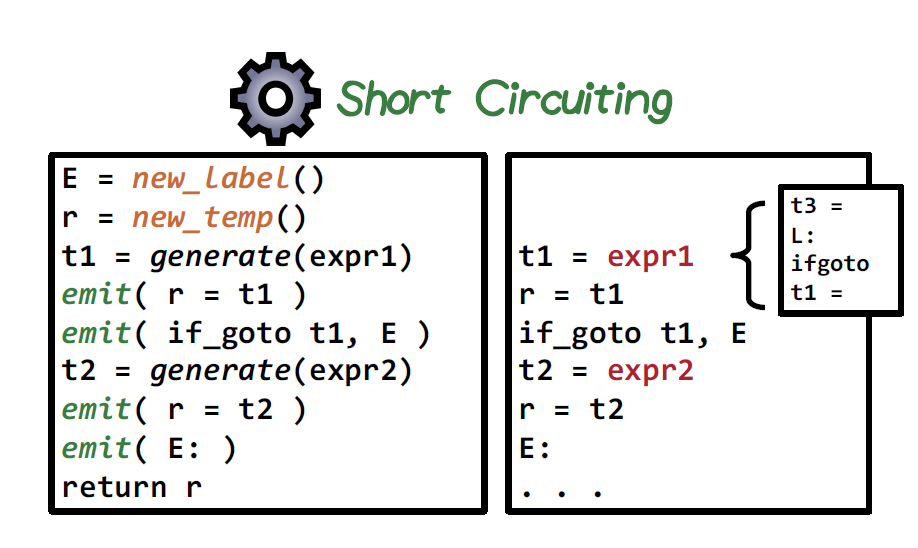 Short Circuiting
E = new_label()
r = new_temp()
t1 = generate(expr1)
emit( r = t1 )
emit( if_goto t1, E )
t2 = generate(expr2)
emit( r = t2 )
emit( E: )
return r
t1 = expr1
r = t1
if_goto t1, E
t2 = expr2
r = t2
E:
. . .
t3 =
L:
ifgoto
t1 =